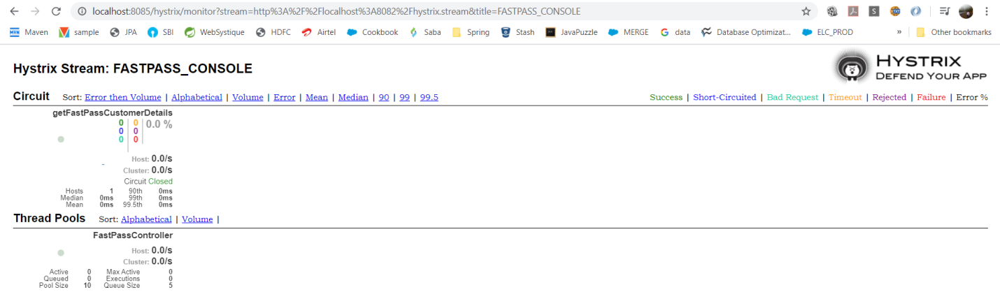 localhost:8085/hystrix/monitor?stream=http%3A%2F%2Flocalhost%3A8082%2Fhystrix.stream&title=FASTPASS_CONSOLE
Maven sample JPA SBI WebSystique HDFC Airtel Cookbook Saba Spring Stash JavaPuzzle MERGE data Database Optimizat... ELC_PROD » Other bookmarks
Hystrix Stream: FASTPASS_CONSOLE
HYSTRIX
DEFEND YOUR APP
Circuit Sort: Error then Volume | Alphabetical | Volume | Error | Mean | Median | 90 | 99 | 99.5 Success | Short-Circuited | Bad Request | Timeout | Rejected | Failure | Error %
getFastPassCustomerDetails
0 0 0.0 %
0 0
0 0
Host: 0.0/s
-
Cluster: 0.0/s
Circuit Closed
Hosts 1 90th 0ms
Median 0ms 99th 0ms
Mean 0ms 99.5th 0ms
Thread Pools Sort: Alphabetical | Volume |
FastPassController
Host: 0.0/s
Cluster: 0.0/s
Active 0 Max Active 0
Queued 0 Executions 0
Pool Size 10 Queue Size 5